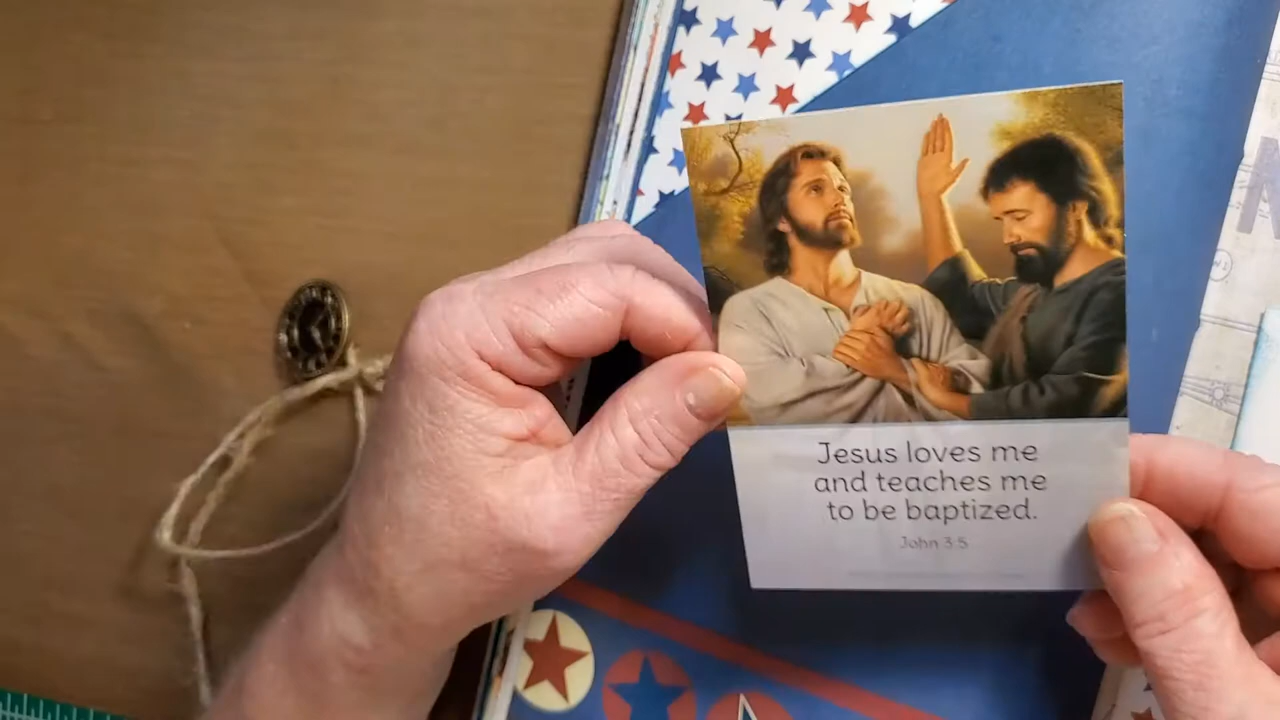 Jesus loves me
and teaches me
to be baptized.
John 3:5